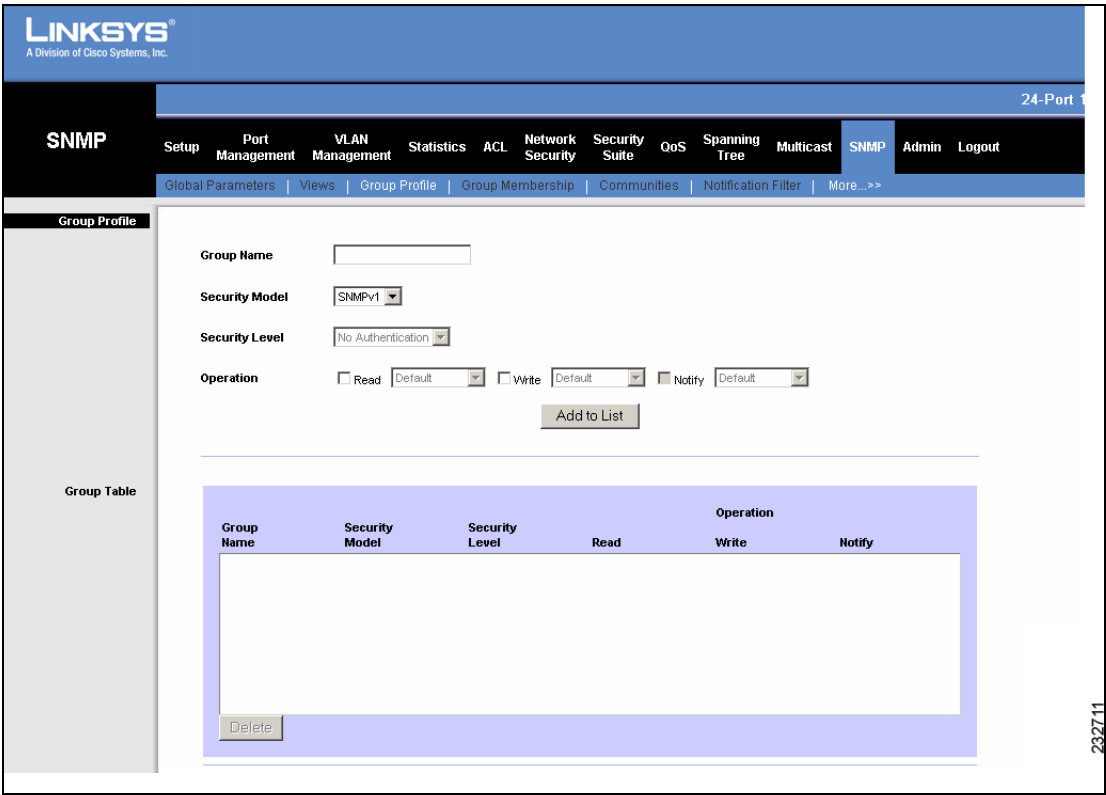 LINKSYS®
A Division of Cisco Systems, Inc.
24-Port 1
SNMP
Setup Port Management VLAN Management Statistics ACL Network Security Security Suite QoS Spanning Tree Multicast SNMP Admin Logout
Global Parameters | Views | Group Profile | Group Membership | Communities | Notification Filter | More...>>
Group Profile
Group Name
Security Model SNMPv1
Security Level No Authentication
Operation Read Default Write Default Notify Default
Add to List
Group Table
Operation
Group Name Security Model Security Level Read Write Notify
Delete
232711